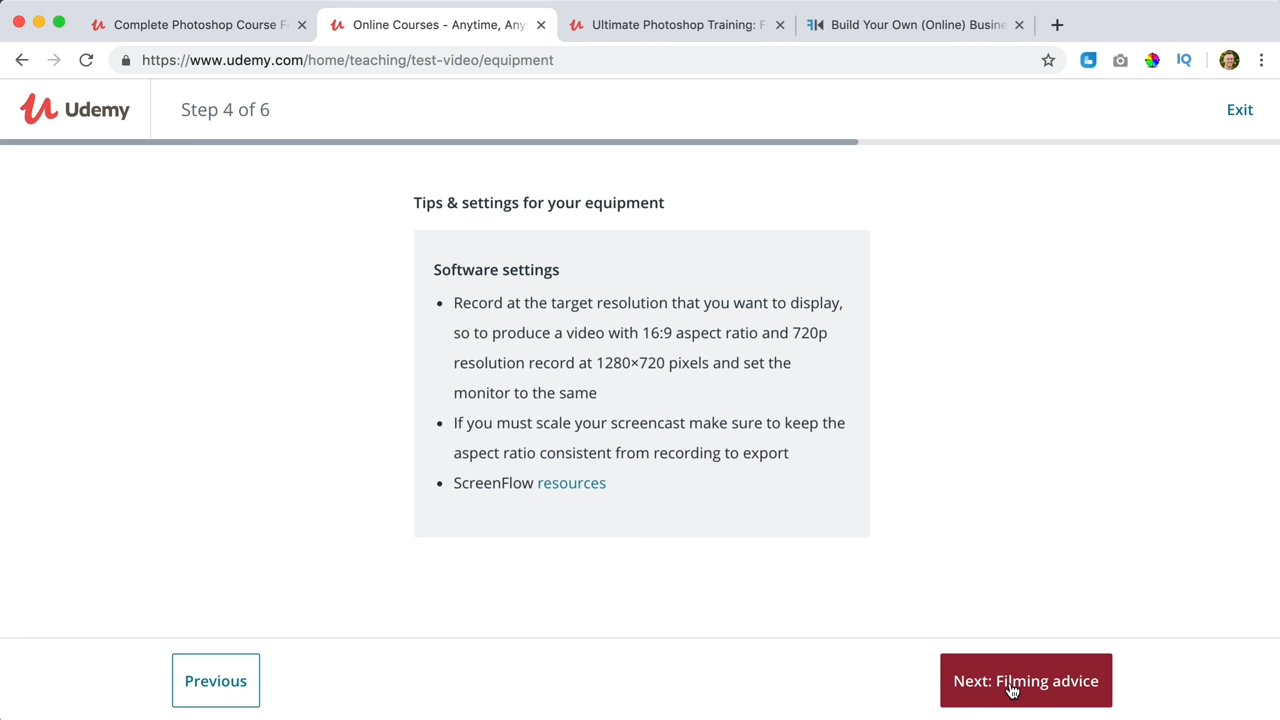 Complete Photoshop Course F
Online Courses - Anytime, Any
Ultimate Photoshop Training: F
Build Your Own (Online) Busine
https://www.udemy.com/home/teaching/test-video/equipment
IQ
Udemy
Step 4 of 6
Exit
Tips & settings for your equipment
Software settings
• Record at the target resolution that you want to display,
so to produce a video with 16:9 aspect ratio and 720p
resolution record at 1280×720 pixels and set the
monitor to the same
• If you must scale your screencast make sure to keep the
aspect ratio consistent from recording to export
• ScreenFlow resources
Previous
Next: Filming advice